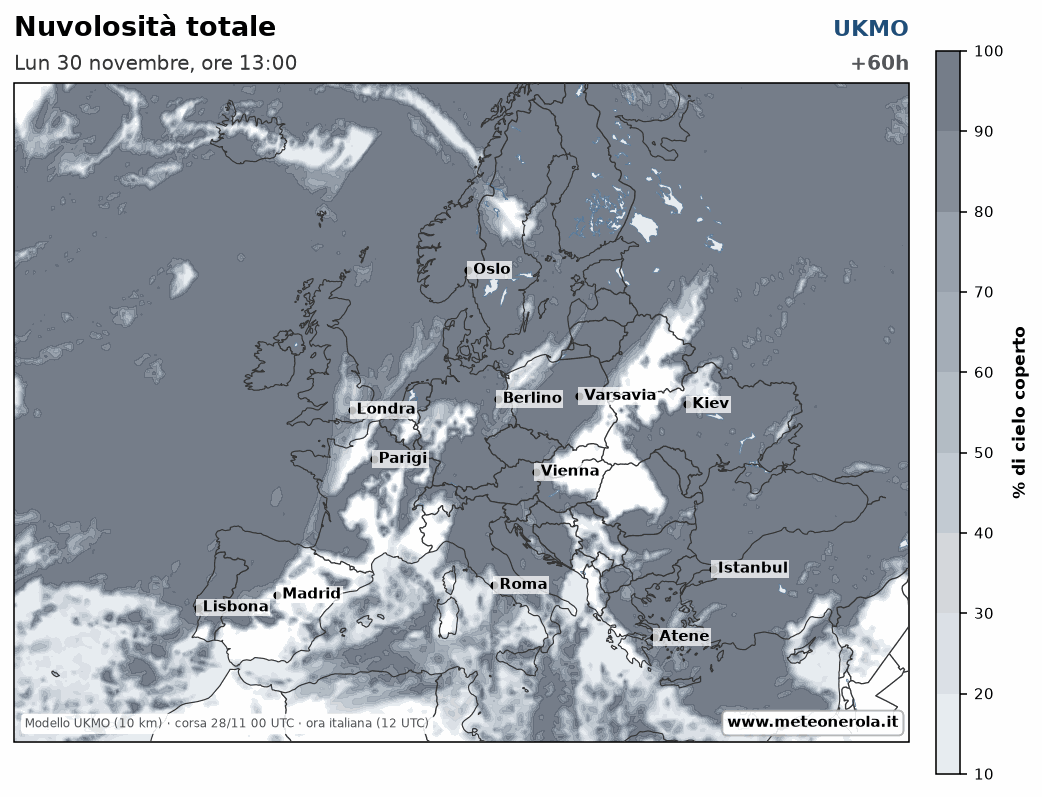 Nuvolosità totale
UKMO
Lun 30 novembre, ore 13:00
+60h
100
90
80
70
60
50
40
30
20
10
% di cielo coperto
Oslo
Londra
Berlino
Varsavia
Kiev
Parigi
Vienna
Madrid
Lisbona
Roma
Istanbul
Atene
Modello UKMO (10 km) · corsa 28/11 00 UTC · ora italiana (12 UTC)
www.meteonerola.it